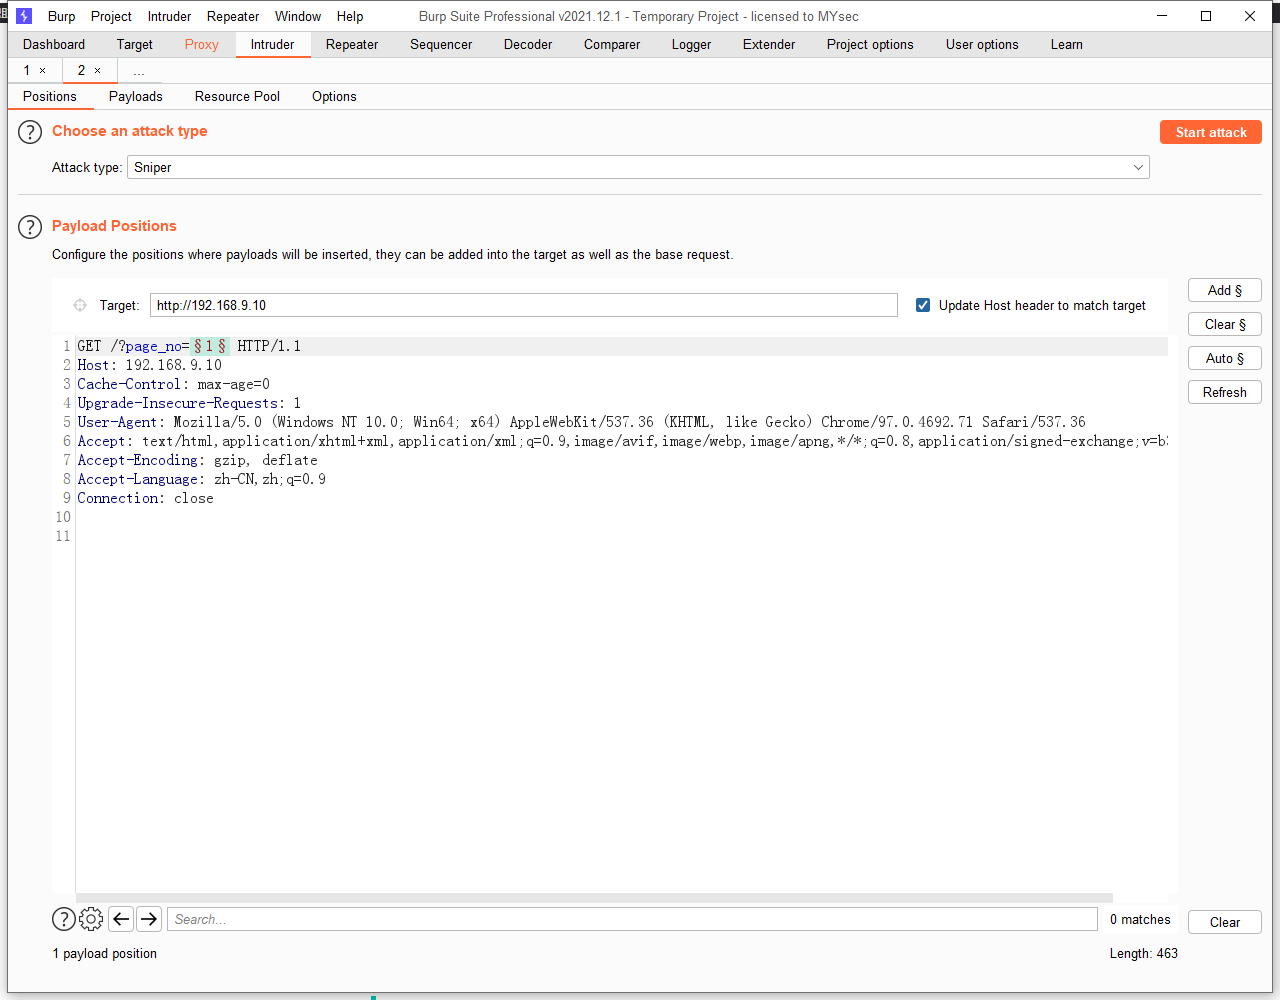 Burp Project Intruder Repeater Window Help Burp Suite Professional v2021.12.1 - Temporary Project - licensed to MYsec
Dashboard Target Proxy Intruder Repeater Sequencer Decoder Comparer Logger Extender Project options User options Learn
1 × 2 × ...
Positions Payloads Resource Pool Options
? Choose an attack type Start attack
Attack type: Sniper
? Payload Positions
Configure the positions where payloads will be inserted, they can be added into the target as well as the base request.
Target: http://192.168.9.10 Update Host header to match target
Add §
Clear §
Auto §
Refresh
1 GET /?page_no=§1§ HTTP/1.1
2 Host: 192.168.9.10
3 Cache-Control: max-age=0
4 Upgrade-Insecure-Requests: 1
5 User-Agent: Mozilla/5.0 (Windows NT 10.0; Win64; x64) AppleWebKit/537.36 (KHTML, like Gecko) Chrome/97.0.4692.71 Safari/537.36
6 Accept: text/html,application/xhtml+xml,application/xml;q=0.9,image/avif,image/webp,image/apng,*/*;q=0.8,application/signed-exchange;v=b3
7 Accept-Encoding: gzip, deflate
8 Accept-Language: zh-CN,zh;q=0.9
9 Connection: close
10
11
? Search... 0 matches Clear
1 payload position Length: 463